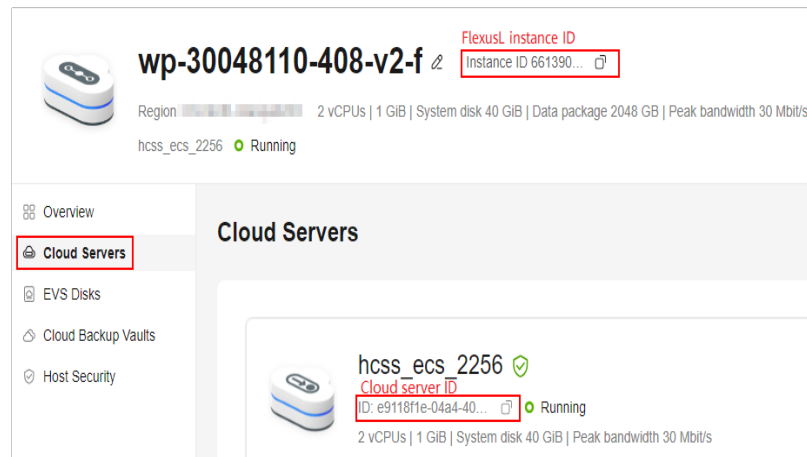 FlexusL instance ID
wp-30048110-408-v2-f
Instance ID 661390...
Region 2 vCPUs | 1 GiB | System disk 40 GiB | Data package 2048 GB | Peak bandwidth 30 Mbit/s
hcss_ecs_2256 Running
Overview
Cloud Servers
EVS Disks
Cloud Backup Vaults
Host Security
Cloud Servers
hcss_ecs_2256
Cloud server ID
ID: e9118f1e-04a4-40... Running
2 vCPUs | 1 GiB | System disk 40 GiB | Peak bandwidth 30 Mbit/s